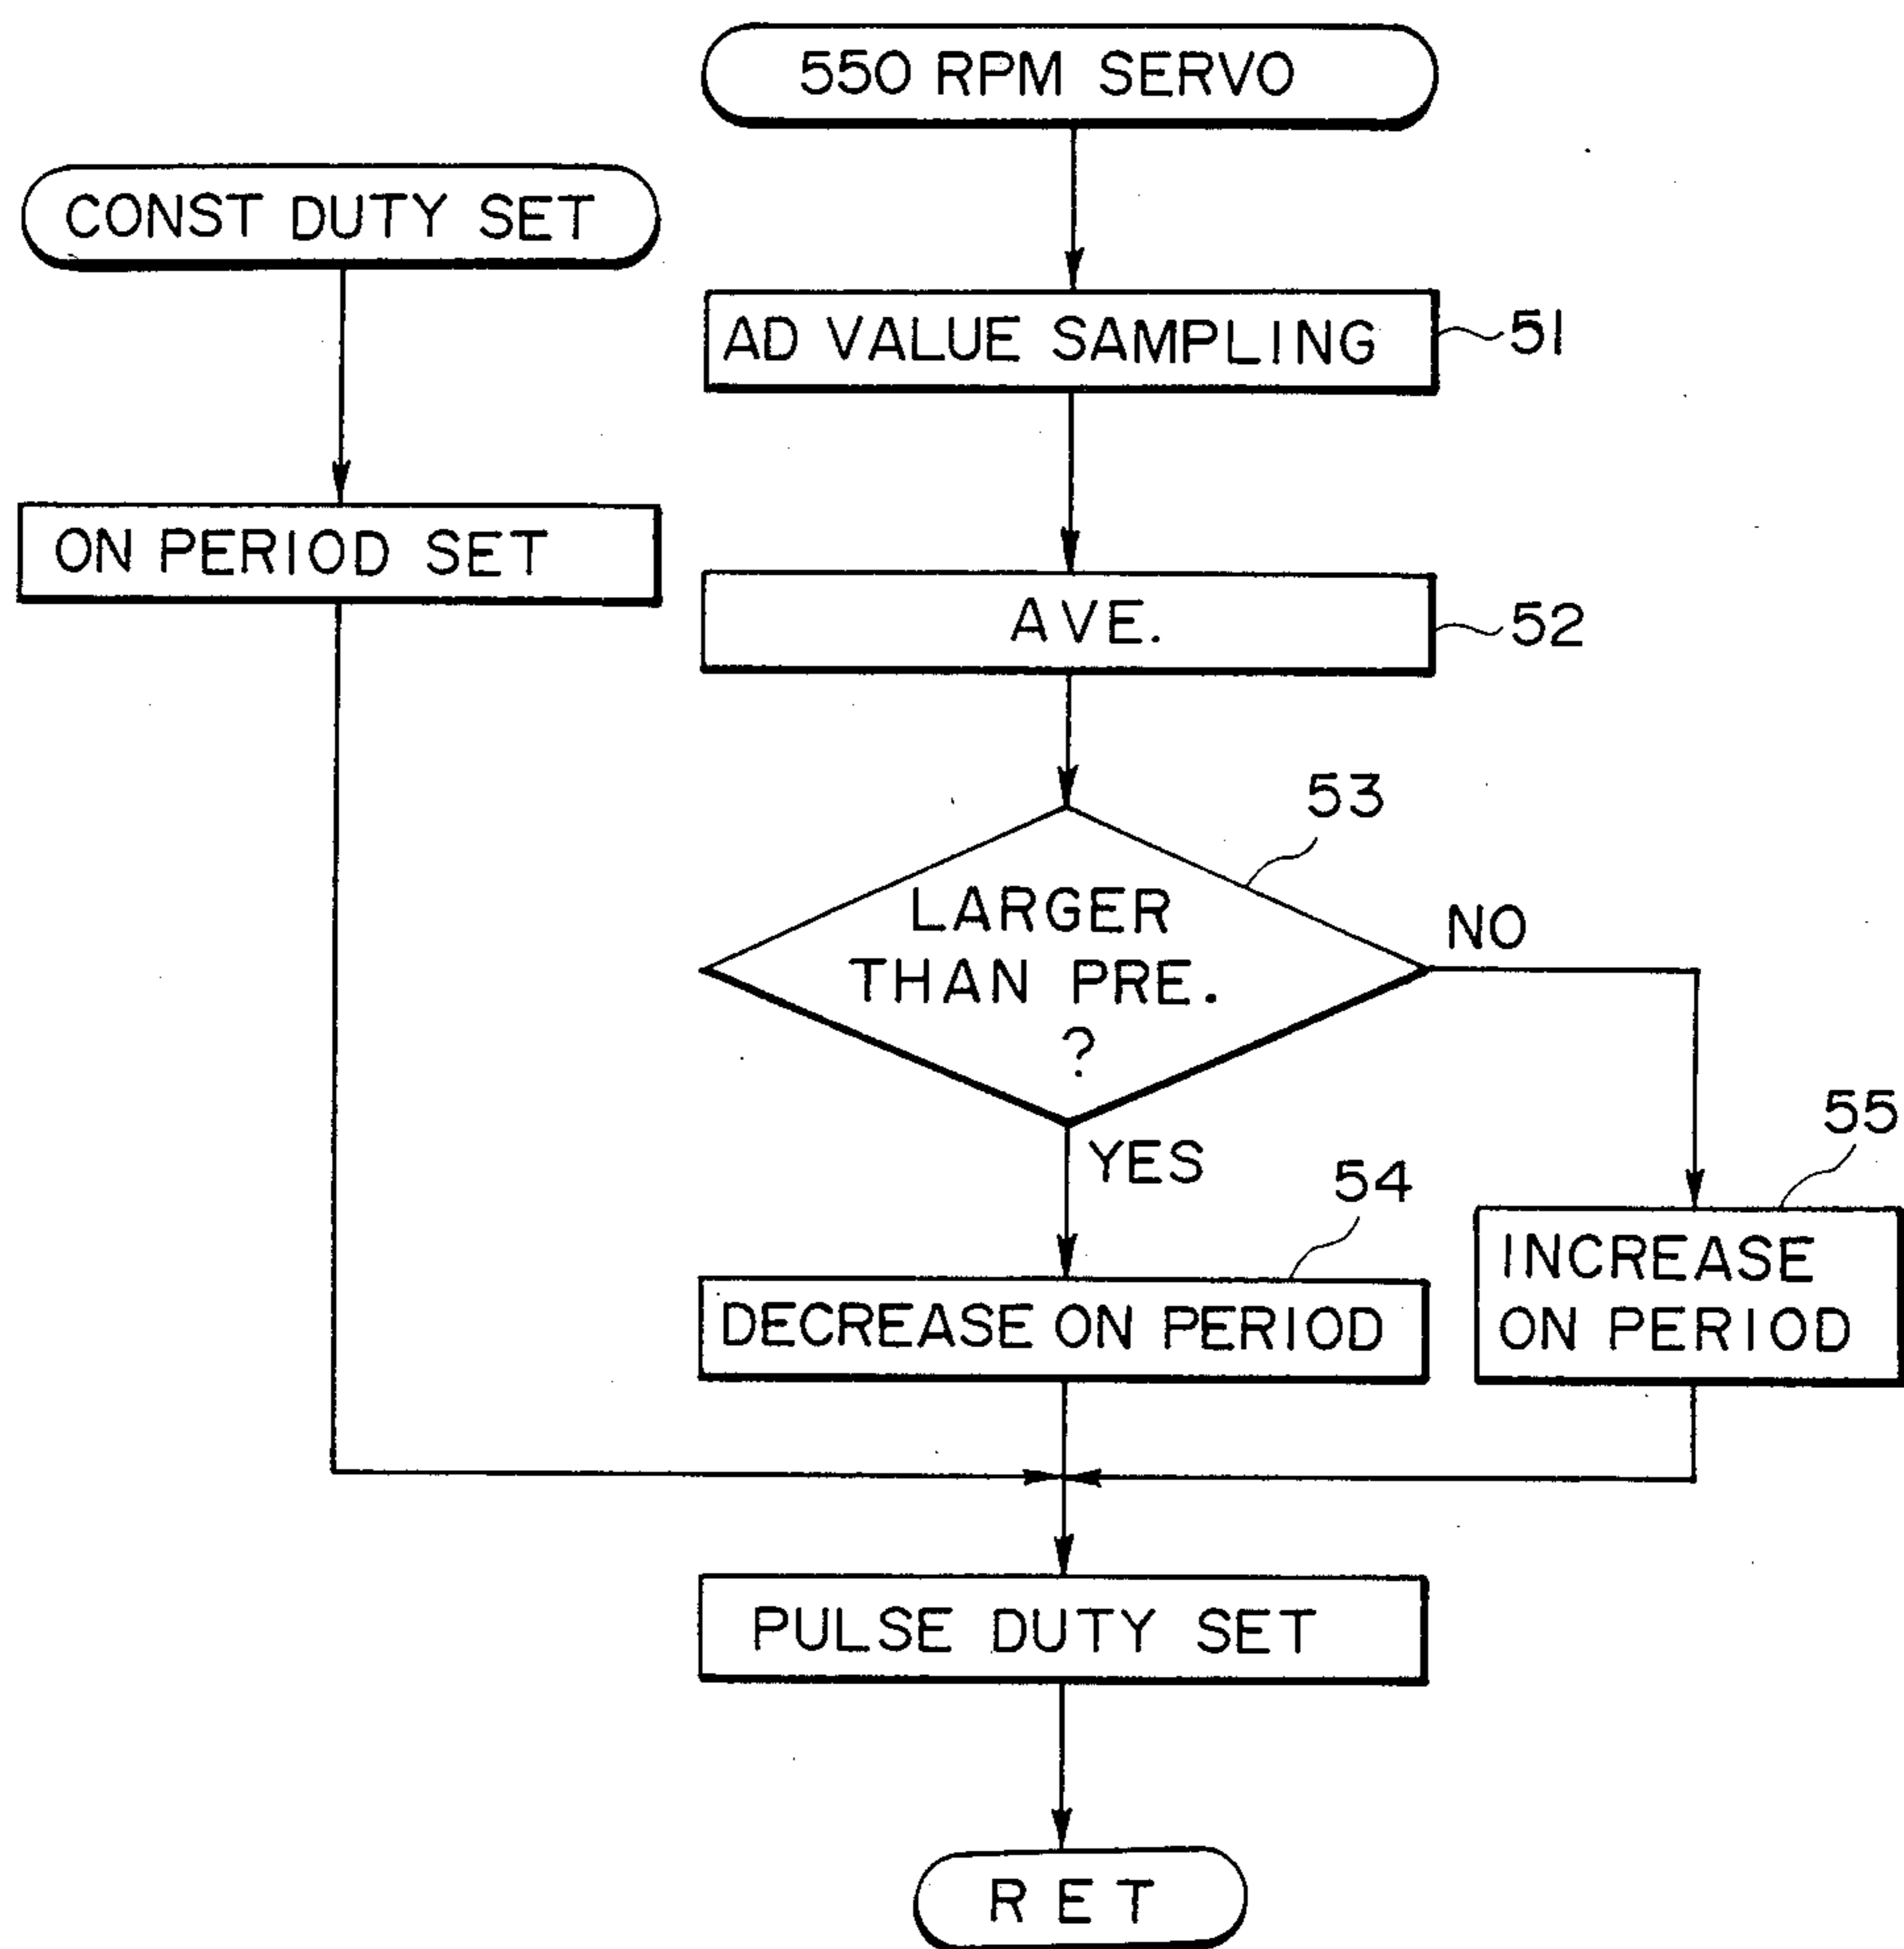 550 RPM SERVO
CONST DUTY SET
AD VALUE SAMPLING
51
ON PERIOD SET
AVE.
52
53
LARGER
THAN PRE.
?
NO
YES
54
55
DECREASE ON PERIOD
INCREASE
ON PERIOD
PULSE DUTY SET
RET